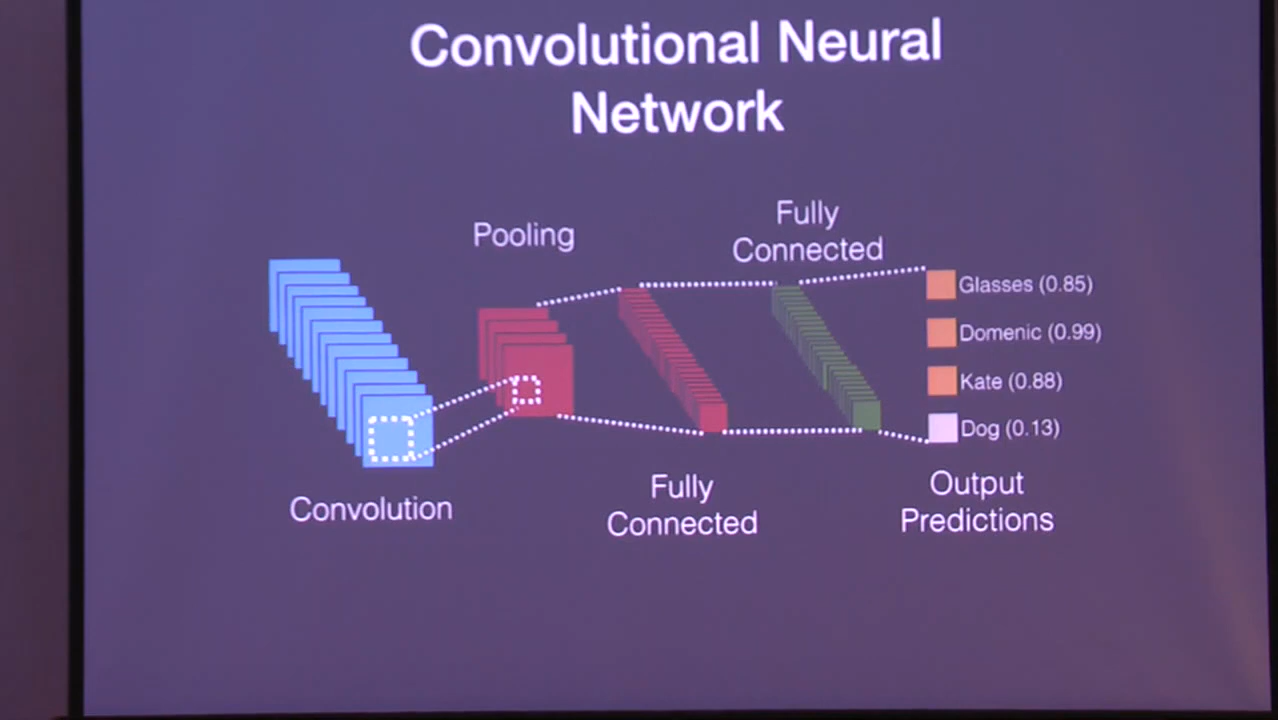 Convolutional Neural
Network
Pooling
Fully
Connected
Glasses (0.85)
Domenic (0.99)
Kate (0.88)
Dog (0.13)
Convolution
Fully
Connected
Output
Predictions